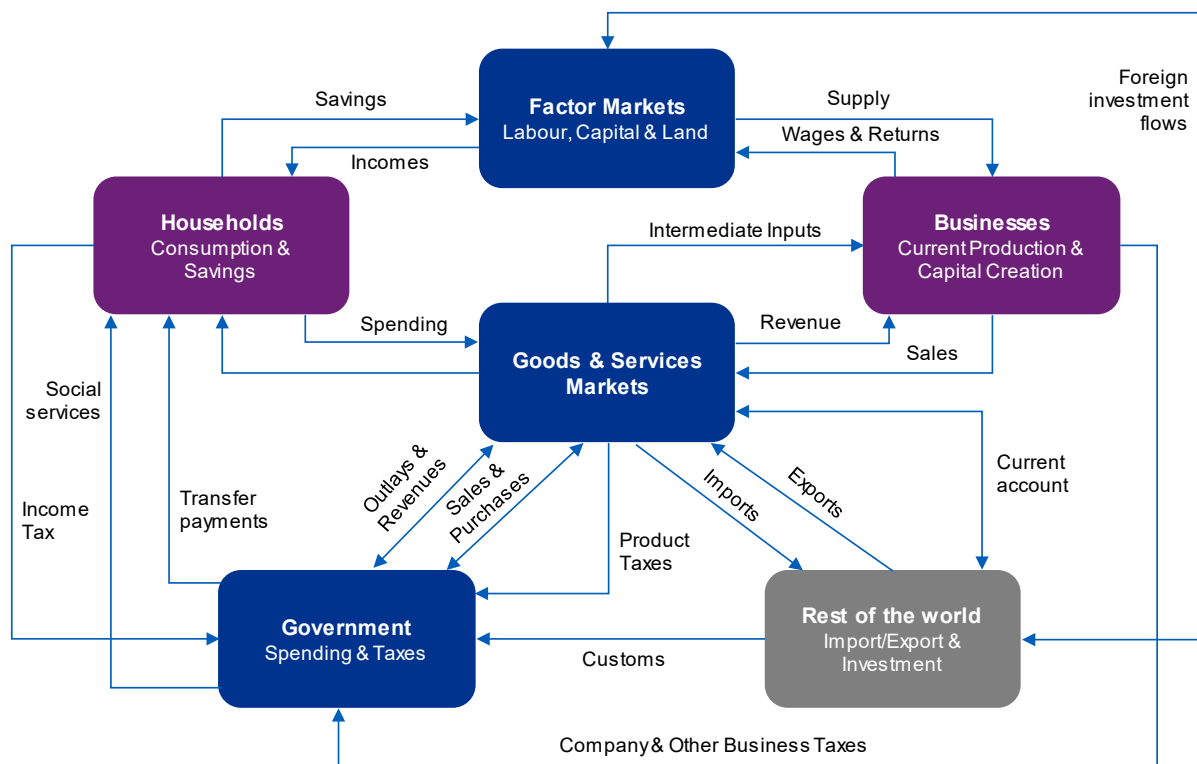 Foreign
investment
flows
Savings
Factor Markets
Labour, Capital & Land
Supply
Wages & Returns
Incomes
Households
Consumption &
Savings
Businesses
Current Production &
Capital Creation
Intermediate Inputs
Spending
Goods & Services
Markets
Revenue
Sales
Social
services
Income
Tax
Transfer
payments
Outlays &
Revenues
Sales &
Purchases
Product
Taxes
Imports
Exports
Current
account
Government
Spending & Taxes
Customs
Rest of the world
Import/Export &
Investment
Company & Other Business Taxes